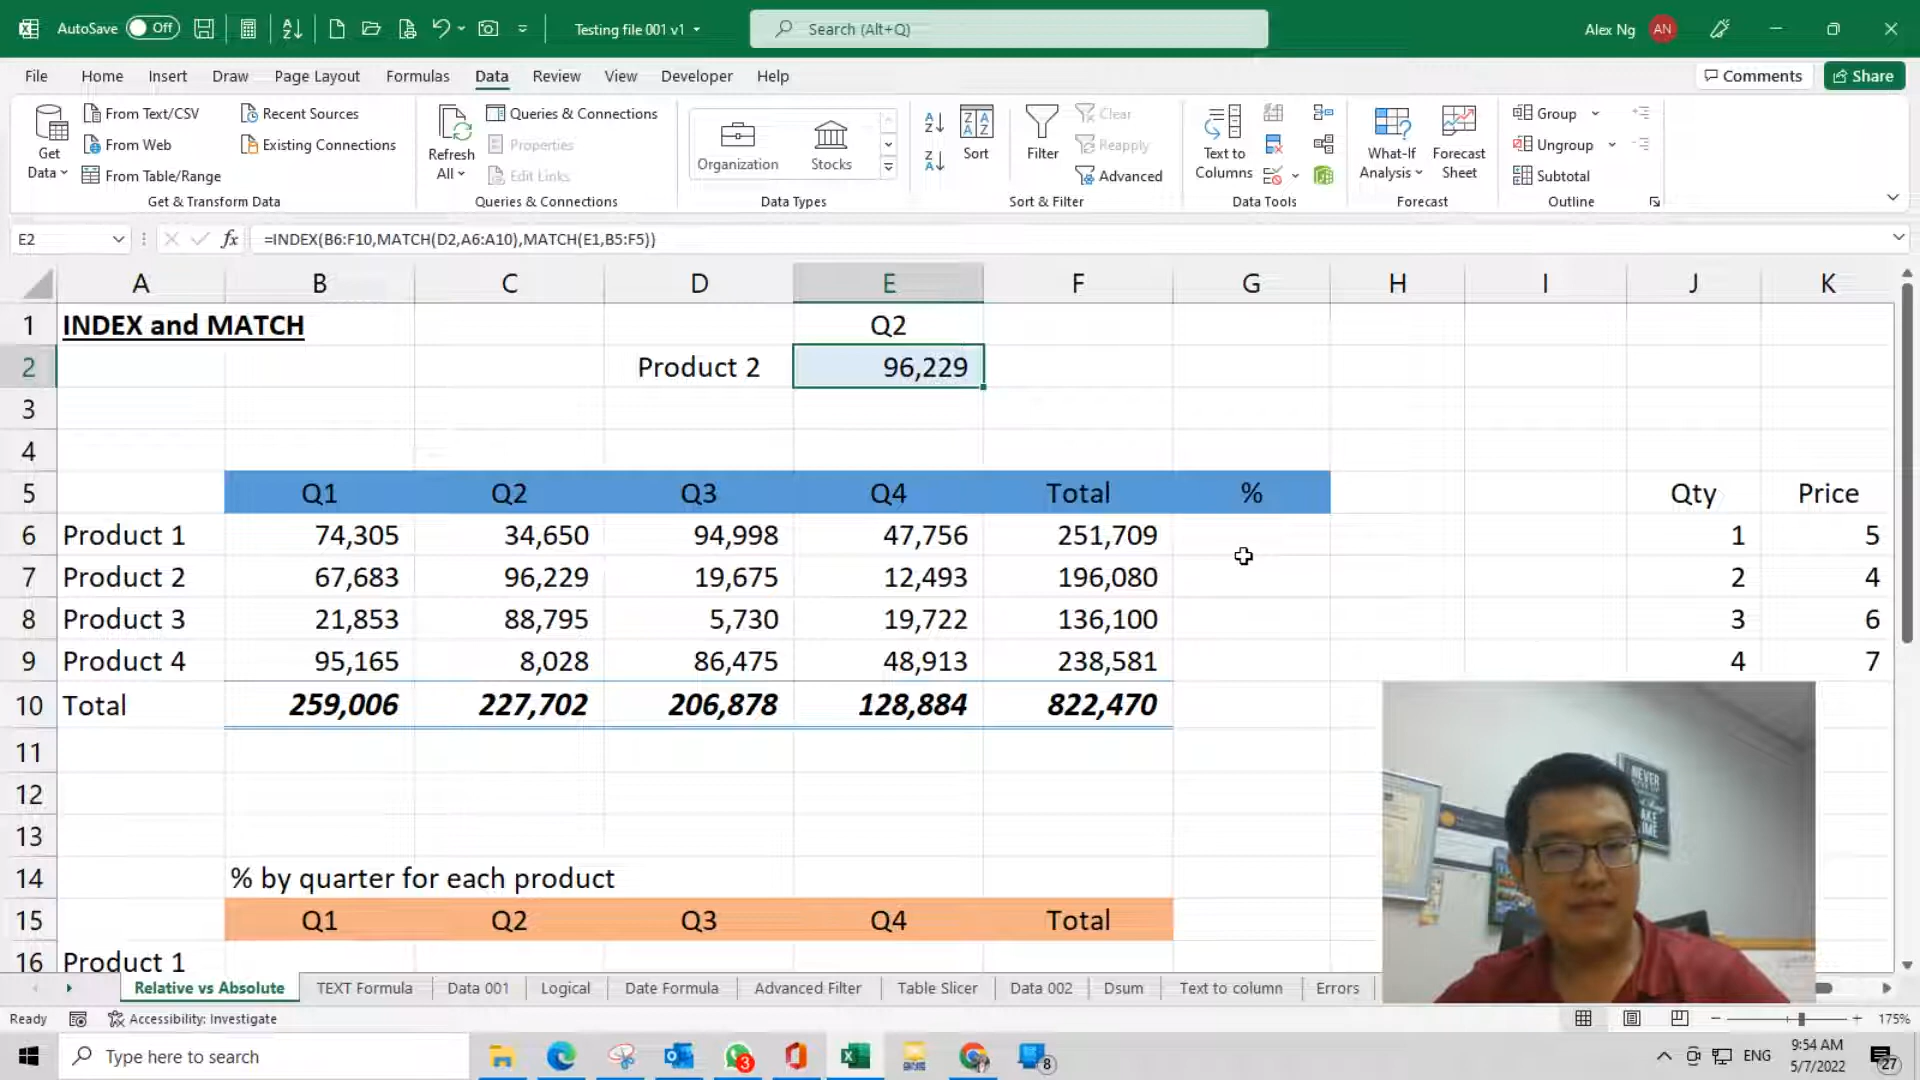 AutoSave Off Testing file 001 v1 Search (Alt+Q) Alex Ng AN
File Home Insert Draw Page Layout Formulas Data Review View Developer Help Comments Share
Get Data From Text/CSV From Web From Table/Range Recent Sources Existing Connections
Get & Transform Data
Refresh All Queries & Connections Properties Edit Links
Queries & Connections
Organization Stocks
Data Types
Sort Filter Clear Reapply Advanced
Sort & Filter
Text to Columns
Data Tools
What-If Analysis Forecast Sheet
Forecast
Group Ungroup Subtotal
Outline
E2 fx =INDEX(B6:F10,MATCH(D2,A6:A10),MATCH(E1,B5:F5))
A B C D E F G H I J K
1 INDEX and MATCH Q2
2 Product 2 96,229
3
4
5 Q1 Q2 Q3 Q4 Total % Qty Price
6 Product 1 74,305 34,650 94,998 47,756 251,709 1 5
7 Product 2 67,683 96,229 19,675 12,493 196,080 2 4
8 Product 3 21,853 88,795 5,730 19,722 136,100 3 6
9 Product 4 95,165 8,028 86,475 48,913 238,581 4 7
10 Total 259,006 227,702 206,878 128,884 822,470
11
12
13
14 % by quarter for each product
15 Q1 Q2 Q3 Q4 Total
16 Product 1
NEVER
Relative vs Absolute TEXT Formula Data 001 Logical Date Formula Advanced Filter Table Slicer Data 002 Dsum Text to column Errors
Ready Accessibility: Investigate 175%
Type here to search 3 8 ENG 9:54 AM
5/7/2022 27